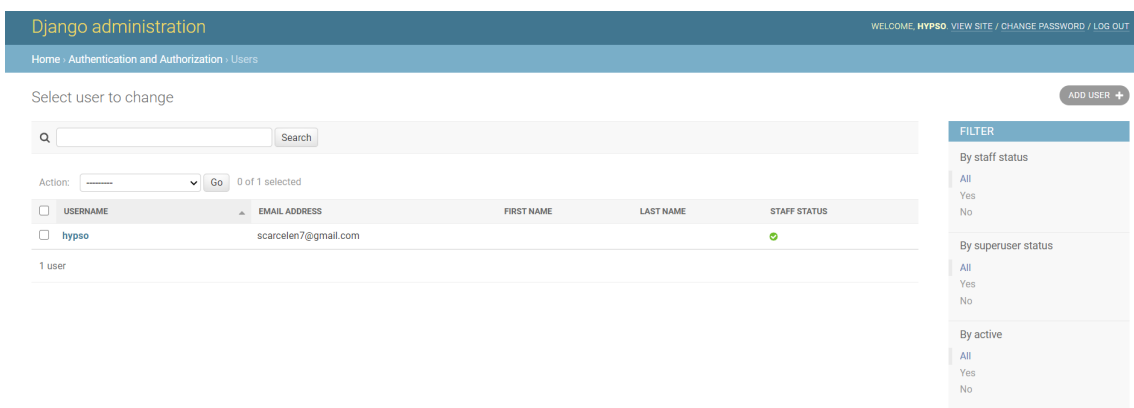 Django administration
WELCOME, HYPSO. VIEW SITE / CHANGE PASSWORD / LOG OUT
Home › Authentication and Authorization › Users
Select user to change
ADD USER +
Search
Action: --------- Go 0 of 1 selected
USERNAME EMAIL ADDRESS FIRST NAME LAST NAME STAFF STATUS
hypso scarcelen7@gmail.com
1 user
FILTER
By staff status
All
Yes
No
By superuser status
All
Yes
No
By active
All
Yes
No